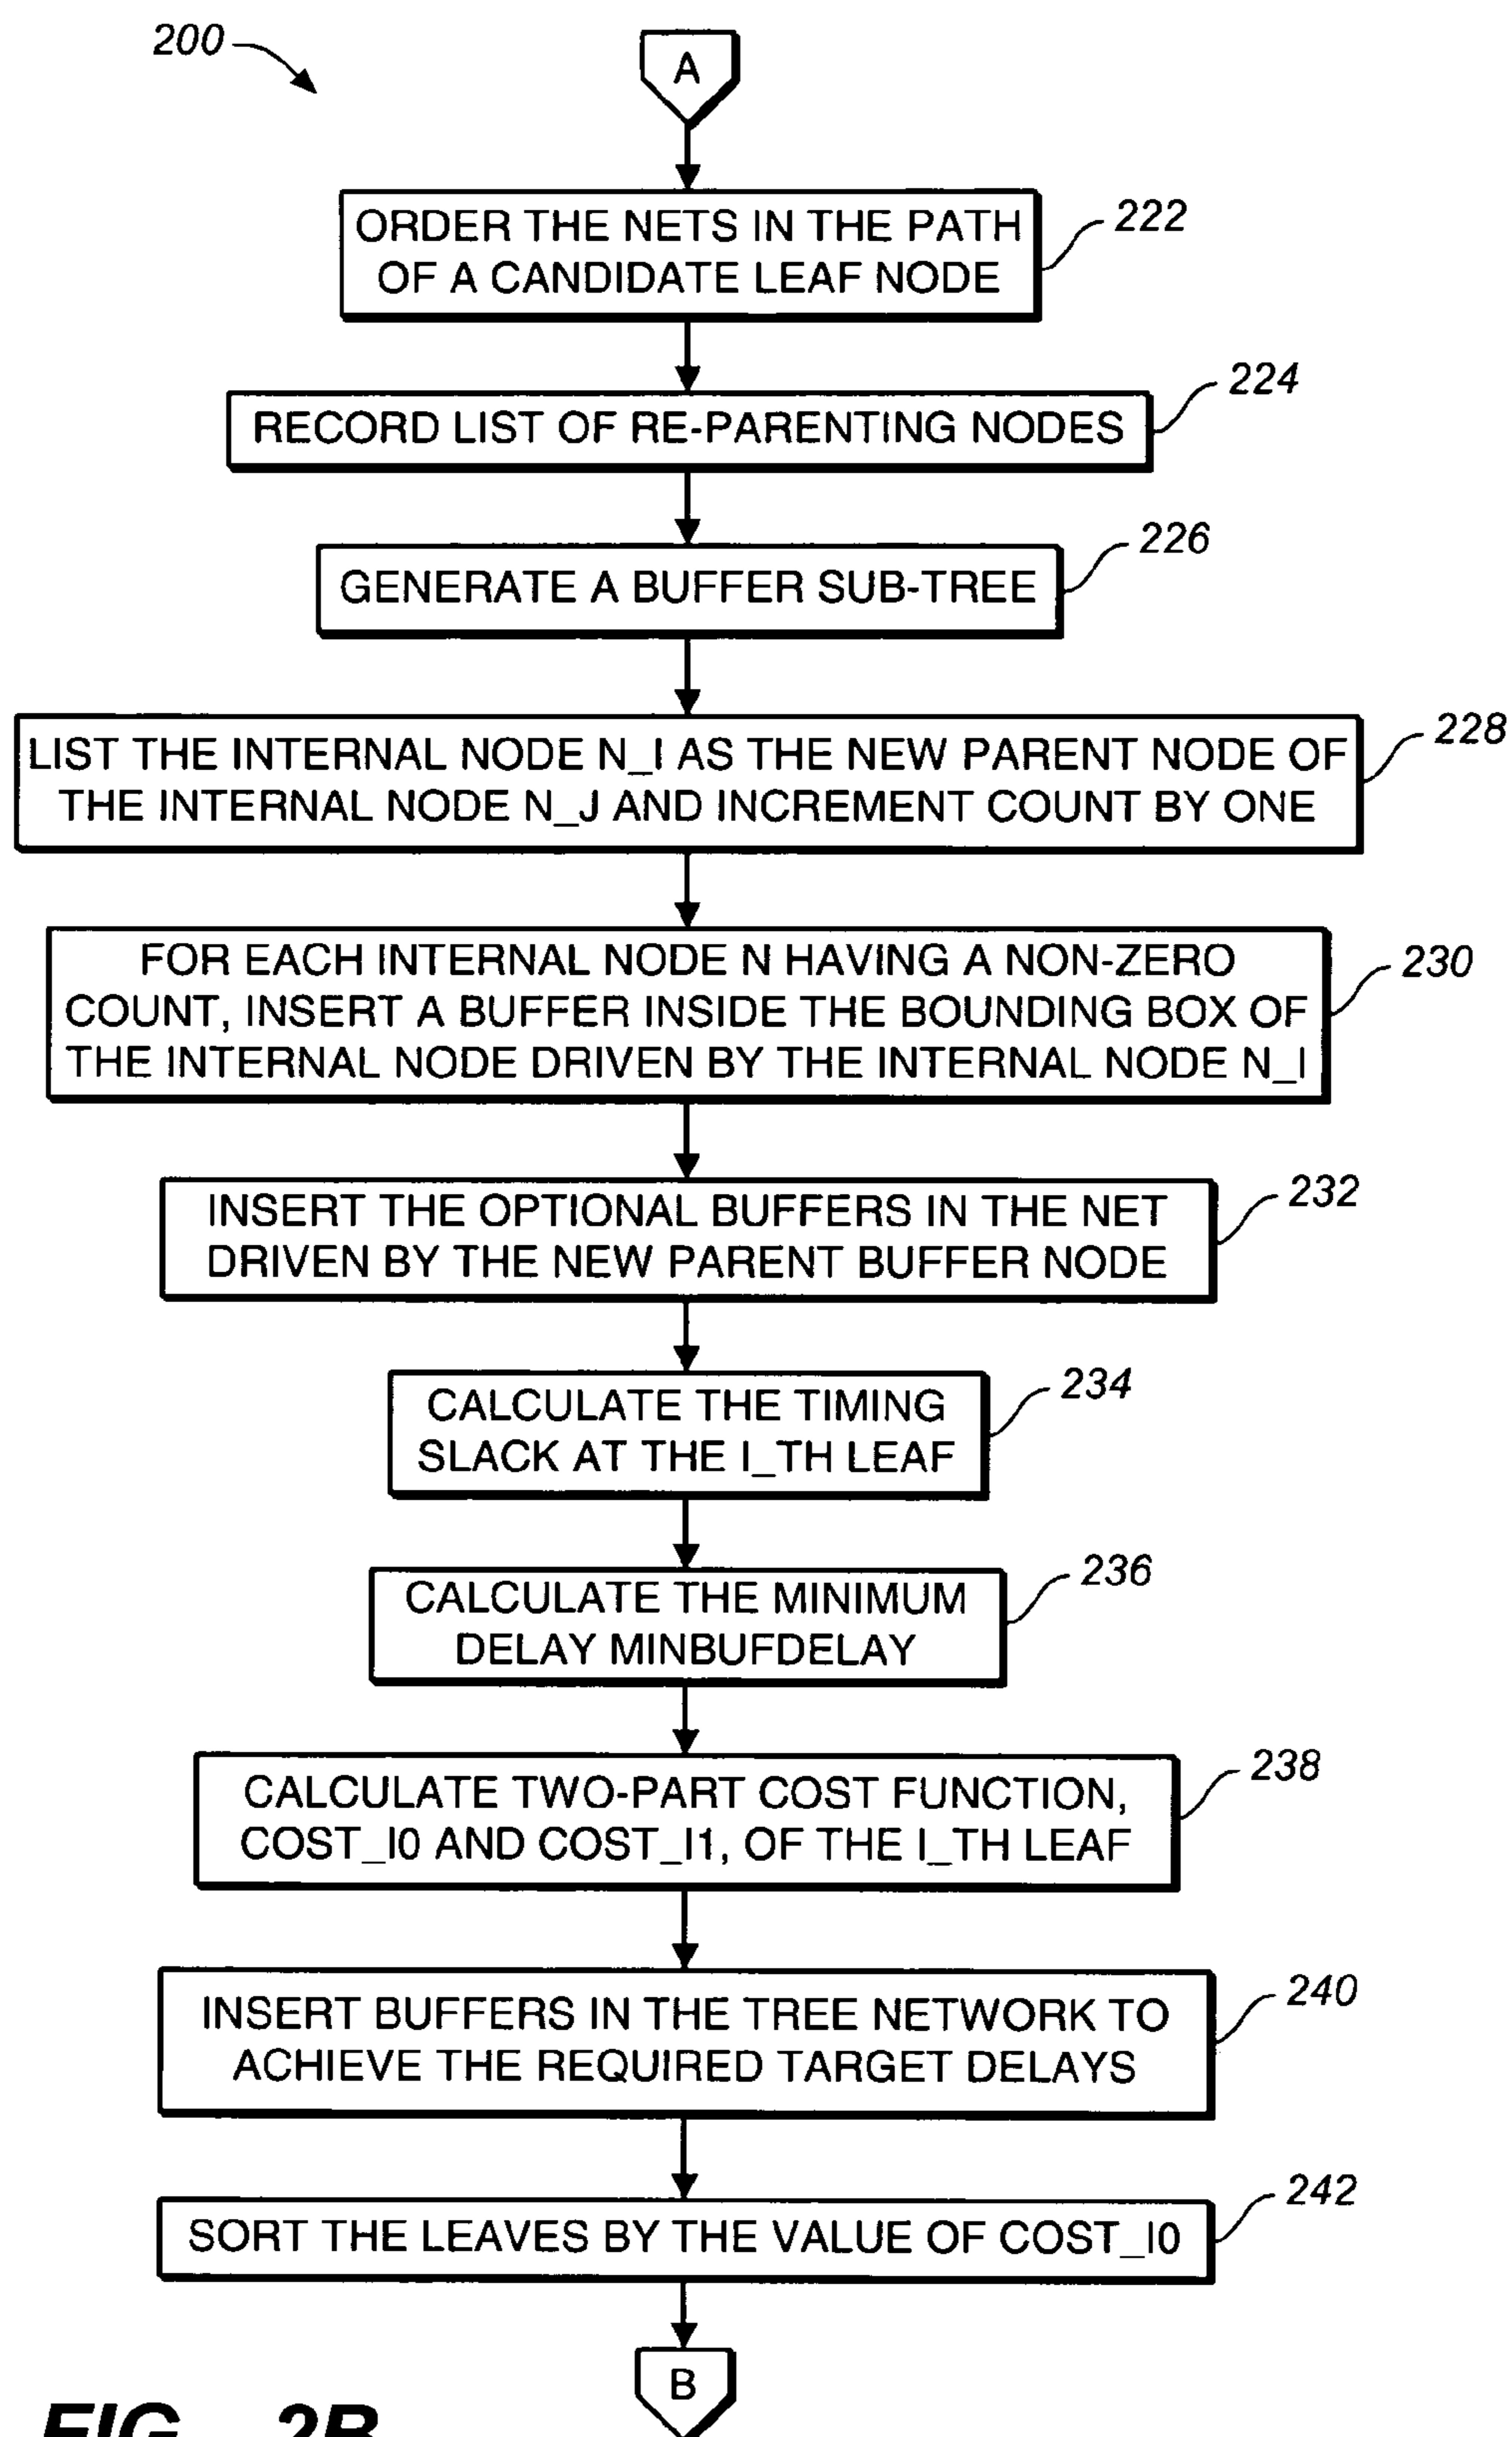 200
A
ORDER THE NETS IN THE PATH
OF A CANDIDATE LEAF NODE
222
RECORD LIST OF RE-PARENTING NODES
224
GENERATE A BUFFER SUB-TREE
226
LIST THE INTERNAL NODE N_I AS THE NEW PARENT NODE OF
THE INTERNAL NODE N_J AND INCREMENT COUNT BY ONE
228
FOR EACH INTERNAL NODE N HAVING A NON-ZERO
COUNT, INSERT A BUFFER INSIDE THE BOUNDING BOX OF
THE INTERNAL NODE DRIVEN BY THE INTERNAL NODE N_I
230
INSERT THE OPTIONAL BUFFERS IN THE NET
DRIVEN BY THE NEW PARENT BUFFER NODE
232
CALCULATE THE TIMING
SLACK AT THE I_TH LEAF
234
CALCULATE THE MINIMUM
DELAY MINBUFDELAY
236
CALCULATE TWO-PART COST FUNCTION,
COST_I0 AND COST_I1, OF THE I_TH LEAF
238
INSERT BUFFERS IN THE TREE NETWORK TO
ACHIEVE THE REQUIRED TARGET DELAYS
240
SORT THE LEAVES BY THE VALUE OF COST_I0
242
B
FIG._2B